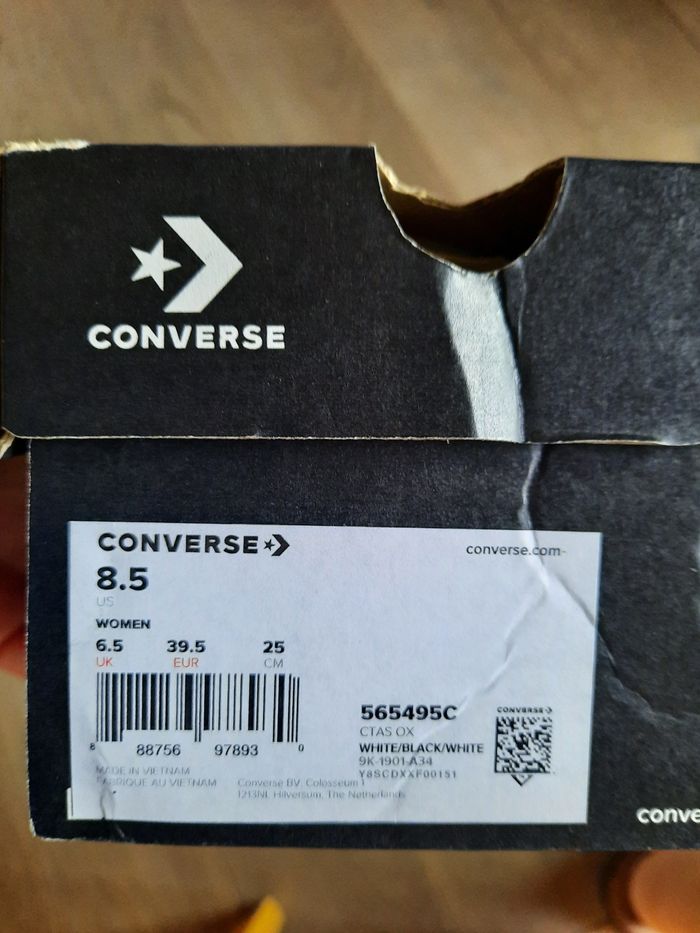 CONVERSE
CONVERSE
converse.com
8.5
US
WOMEN
6.5 39.5 25
UK EUR CM
8 88756 97893 0
565495C
CTAS OX
WHITE/BLACK/WHITE
9K-1901-A34
Y8SCDXXF00151
CONVERSE
MADE IN VIETNAM
FABRIQUE AU VIETNAM
Converse BV. Colosseum 1
1213NL Hilversum, The Netherlands
conve